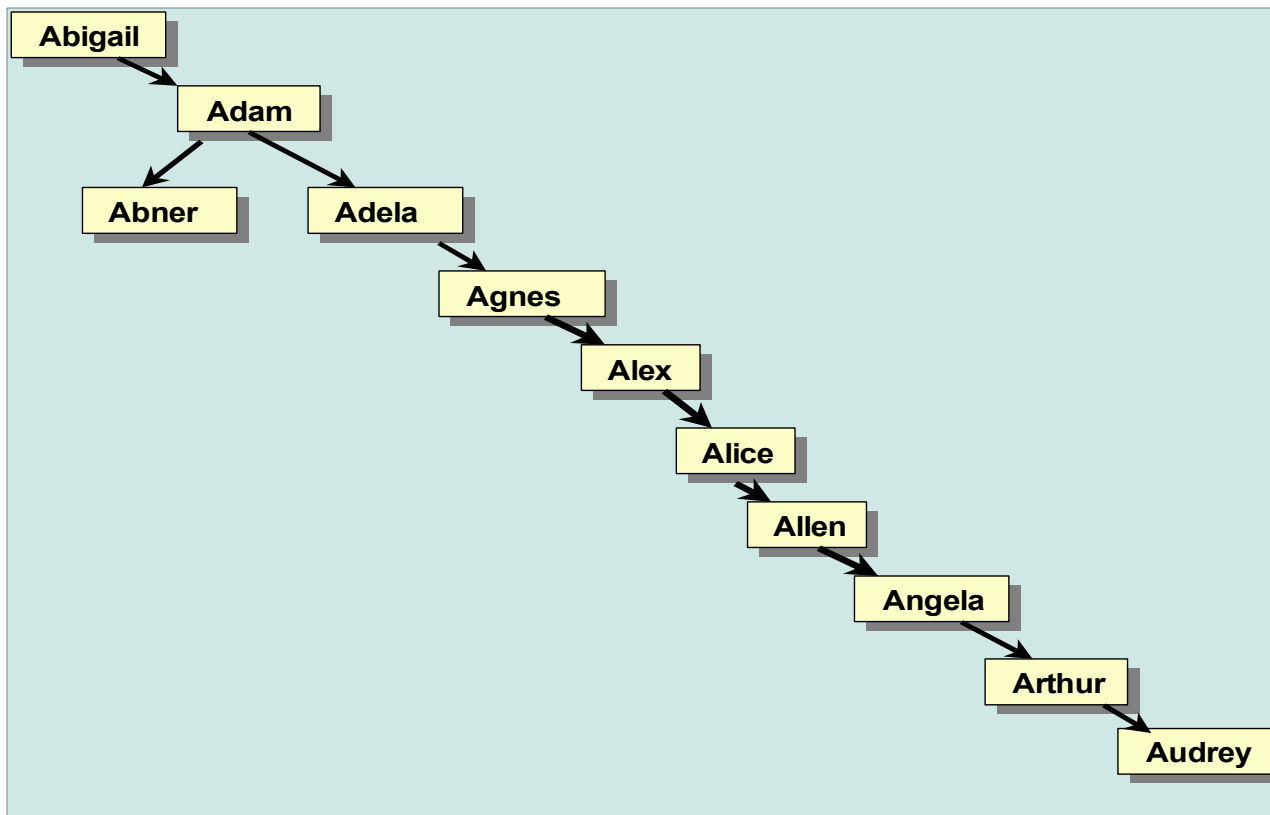 Abigail
Adam
Abner
Adela
Agnes
Alex
Alice
Allen
Angela
Arthur
Audrey